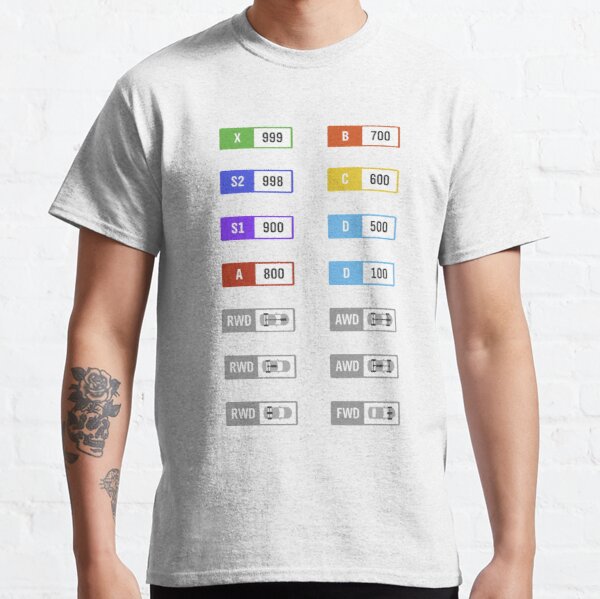 X 999 B 700
S2 998 C 600
S1 900 D 500
A 800 D 100
RWD AWD
RWD AWD
RWD FWD